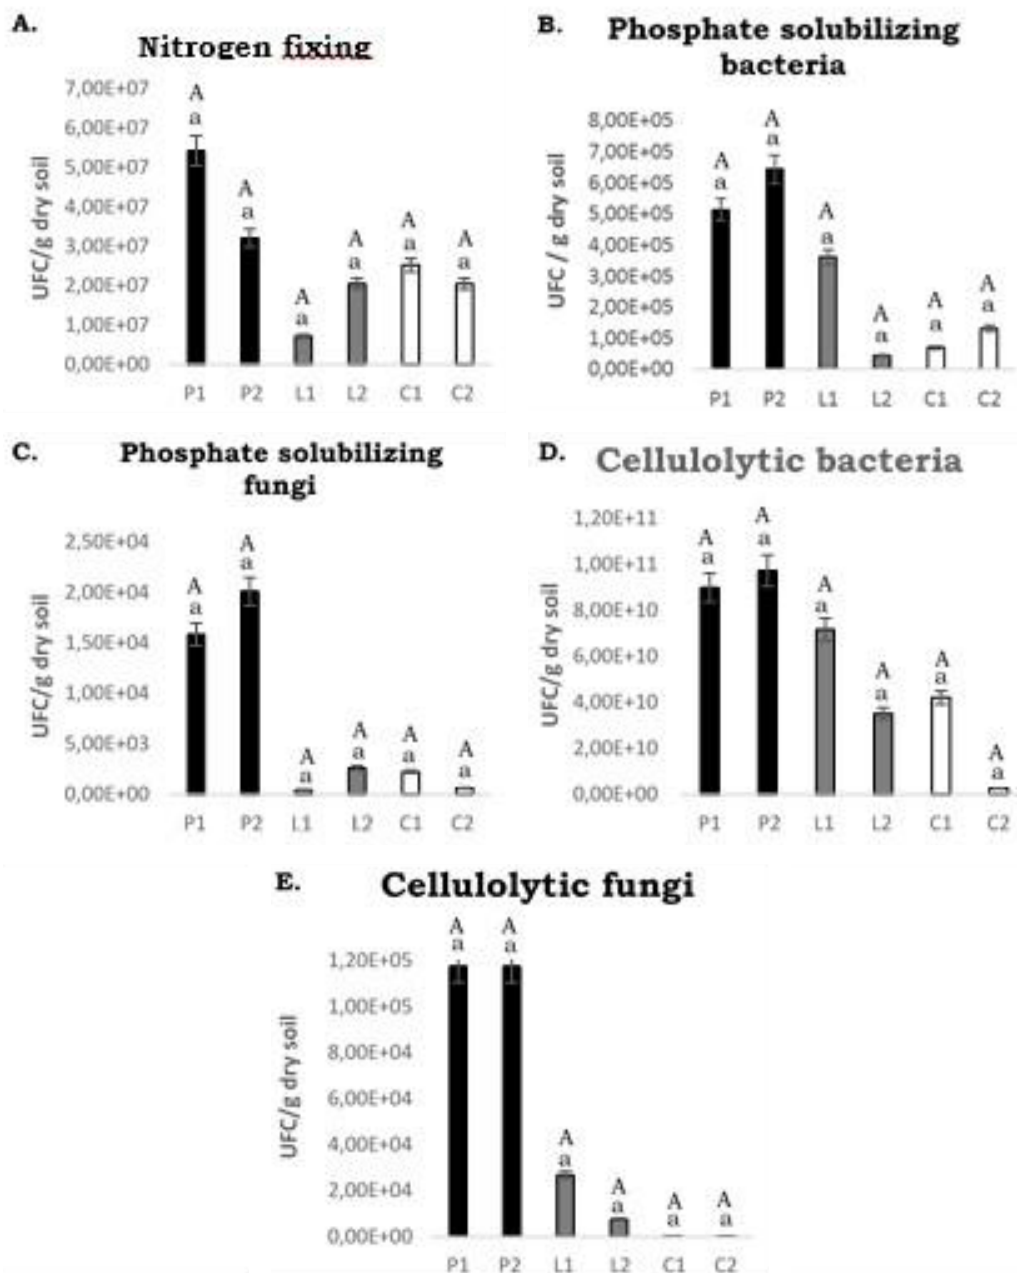 A.
Nitrogen fixing
7,00E+07
6,00E+07
5,00E+07
4,00E+07
3,00E+07
2,00E+07
1,00E+07
0,00E+00
UFC/g dry soil
A A A A A A
a a a a a a
P1 P2 L1 L2 C1 C2
B.
Phosphate solubilizing
bacteria
8,00E+05
7,00E+05
6,00E+05
5,00E+05
4,00E+05
3,00E+05
2,00E+05
1,00E+05
0,00E+00
UFC / g dry soil
A A A A A A
a a a a a a
P1 P2 L1 L2 C1 C2
C.
Phosphate solubilizing
fungi
2,50E+04
2,00E+04
1,50E+04
1,00E+04
5,00E+03
0,00E+00
UFC/g dry soil
A A A A A A
a a a a a a
P1 P2 L1 L2 C1 C2
D.
Cellulolytic bacteria
1,20E+11
1,00E+11
8,00E+10
6,00E+10
4,00E+10
2,00E+10
0,00E+00
UFC/g dry soil
A A A A A A
a a a a a a
P1 P2 L1 L2 C1 C2
E.
Cellulolytic fungi
1,20E+05
1,00E+05
8,00E+04
6,00E+04
4,00E+04
2,00E+04
0,00E+00
UFC/g dry soil
A A A A A A
a a a a a a
P1 P2 L1 L2 C1 C2